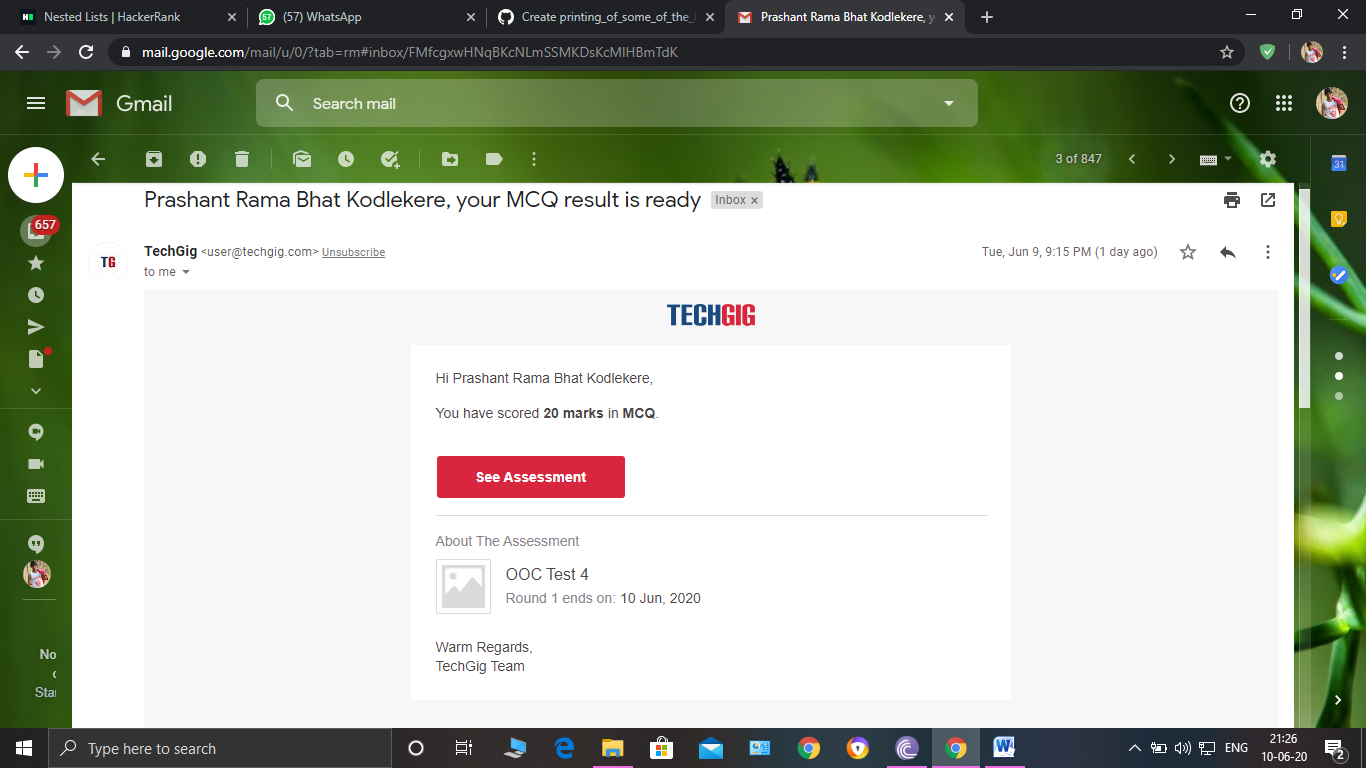 Nested Lists | HackerRank
57
(57) WhatsApp
Create printing_of_some_of_the_
Prashant Rama Bhat Kodlekere, y
mail.google.com/mail/u/0/?tab=rm#inbox/FMfcgxwHNqBKcNLmSSMKDsKcMIHBmTdK
Gmail
Search mail
3 of 847
31
Prashant Rama Bhat Kodlekere, your MCQ result is ready
Inbox x
657
TechGig <user@techgig.com> Unsubscribe
Tue, Jun 9, 9:15 PM (1 day ago)
TG
to me
TECHGIG
Hi Prashant Rama Bhat Kodlekere,
You have scored 20 marks in MCQ.
See Assessment
About The Assessment
OOC Test 4
Round 1 ends on: 10 Jun, 2020
Warm Regards,
TechGig Team
No
Star
Type here to search
ENG
21:26
10-06-20
2